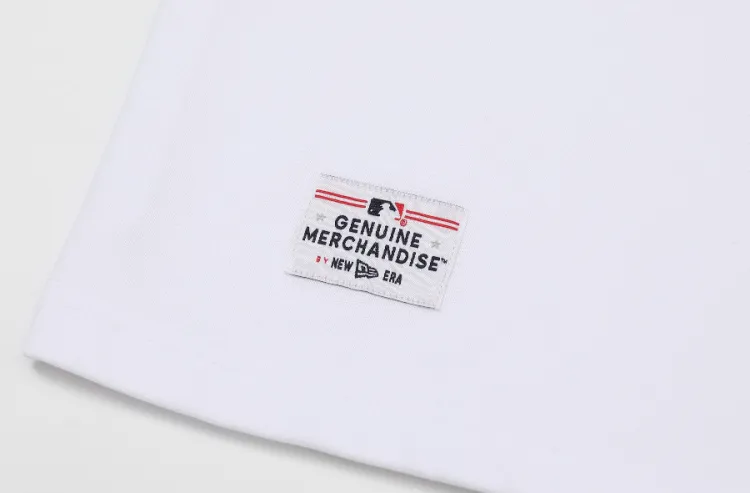 GENUINE
MERCHANDISE™
BY NEW ERA